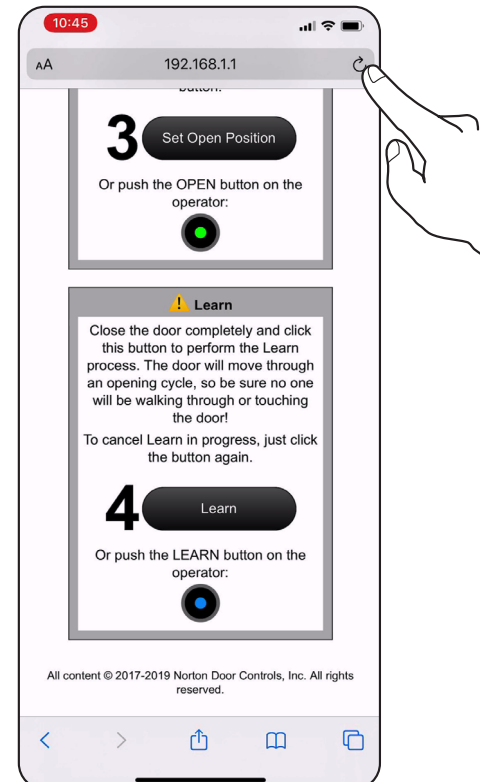 10:45
AA
192.168.1.1
button.
3
Set Open Position
Or push the OPEN button on the
operator:
Learn
Close the door completely and click
this button to perform the Learn
process. The door will move through
an opening cycle, so be sure no one
will be walking through or touching
the door!
To cancel Learn in progress, just click
the button again.
4
Learn
Or push the LEARN button on the
operator:
All content © 2017-2019 Norton Door Controls, Inc. All rights
reserved.